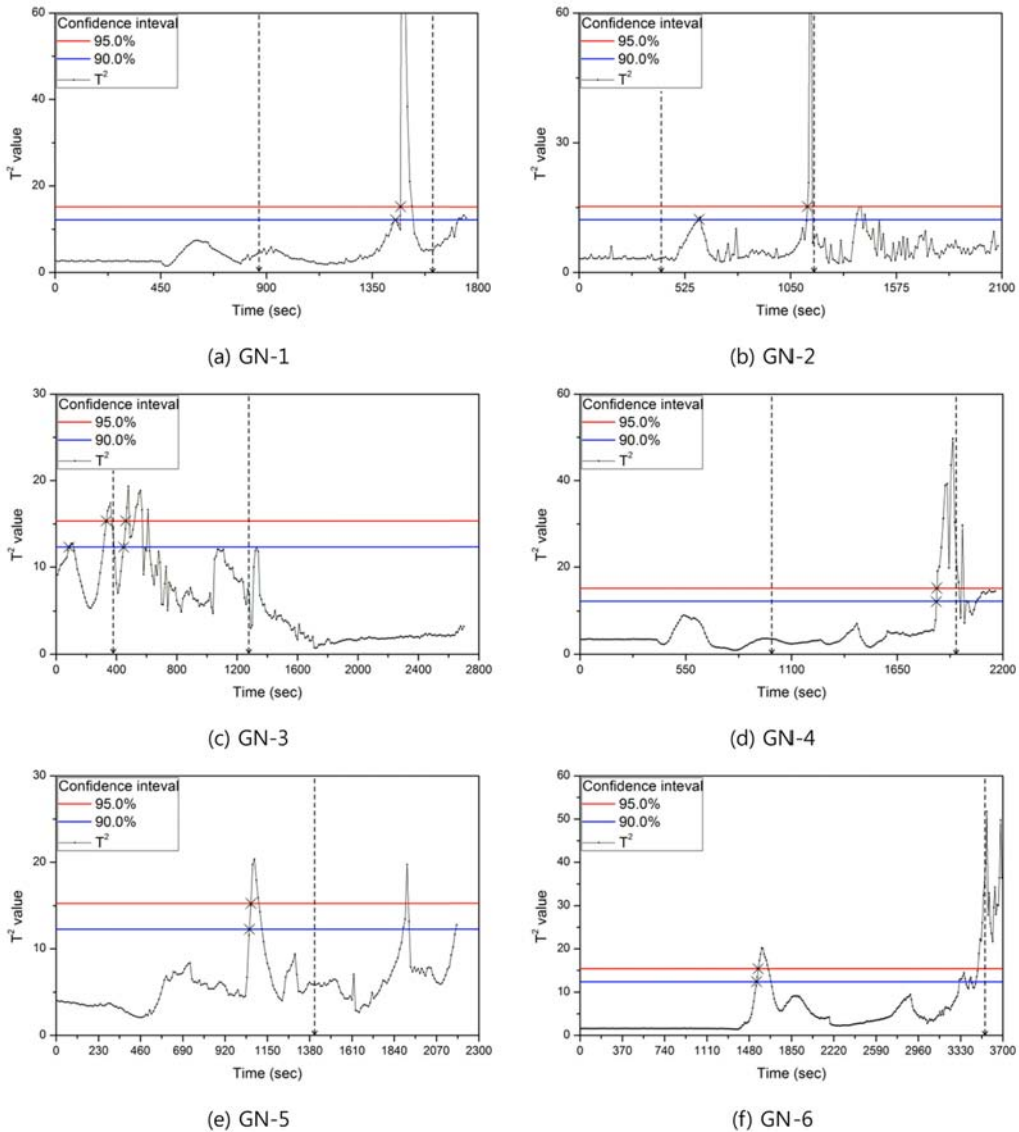 Confidence inteval
95.0%
90.0%
T²
T² value
60
40
20
0
0 450 900 1350 1800
Time (sec)
(a) GN-1
Confidence inteval
95.0%
90.0%
T²
T² value
60
30
0
0 525 1050 1575 2100
Time (sec)
(b) GN-2
Confidence inteval
95.0%
90.0%
T²
T² value
30
20
10
0
0 400 800 1200 1600 2000 2400 2800
Time (sec)
(c) GN-3
Confidence inteval
95.0%
90.0%
T²
T² value
60
40
20
0
0 550 1100 1650 2200
Time (sec)
(d) GN-4
Confidence inteval
95.0%
90.0%
T²
T² value
30
20
10
0
0 230 460 690 920 1150 1380 1610 1840 2070 2300
Time (sec)
(e) GN-5
Confidence inteval
95.0%
90.0%
T²
T² value
60
50
40
30
20
10
0
0 370 740 1110 1480 1850 2220 2590 2960 3330 3700
Time (sec)
(f) GN-6